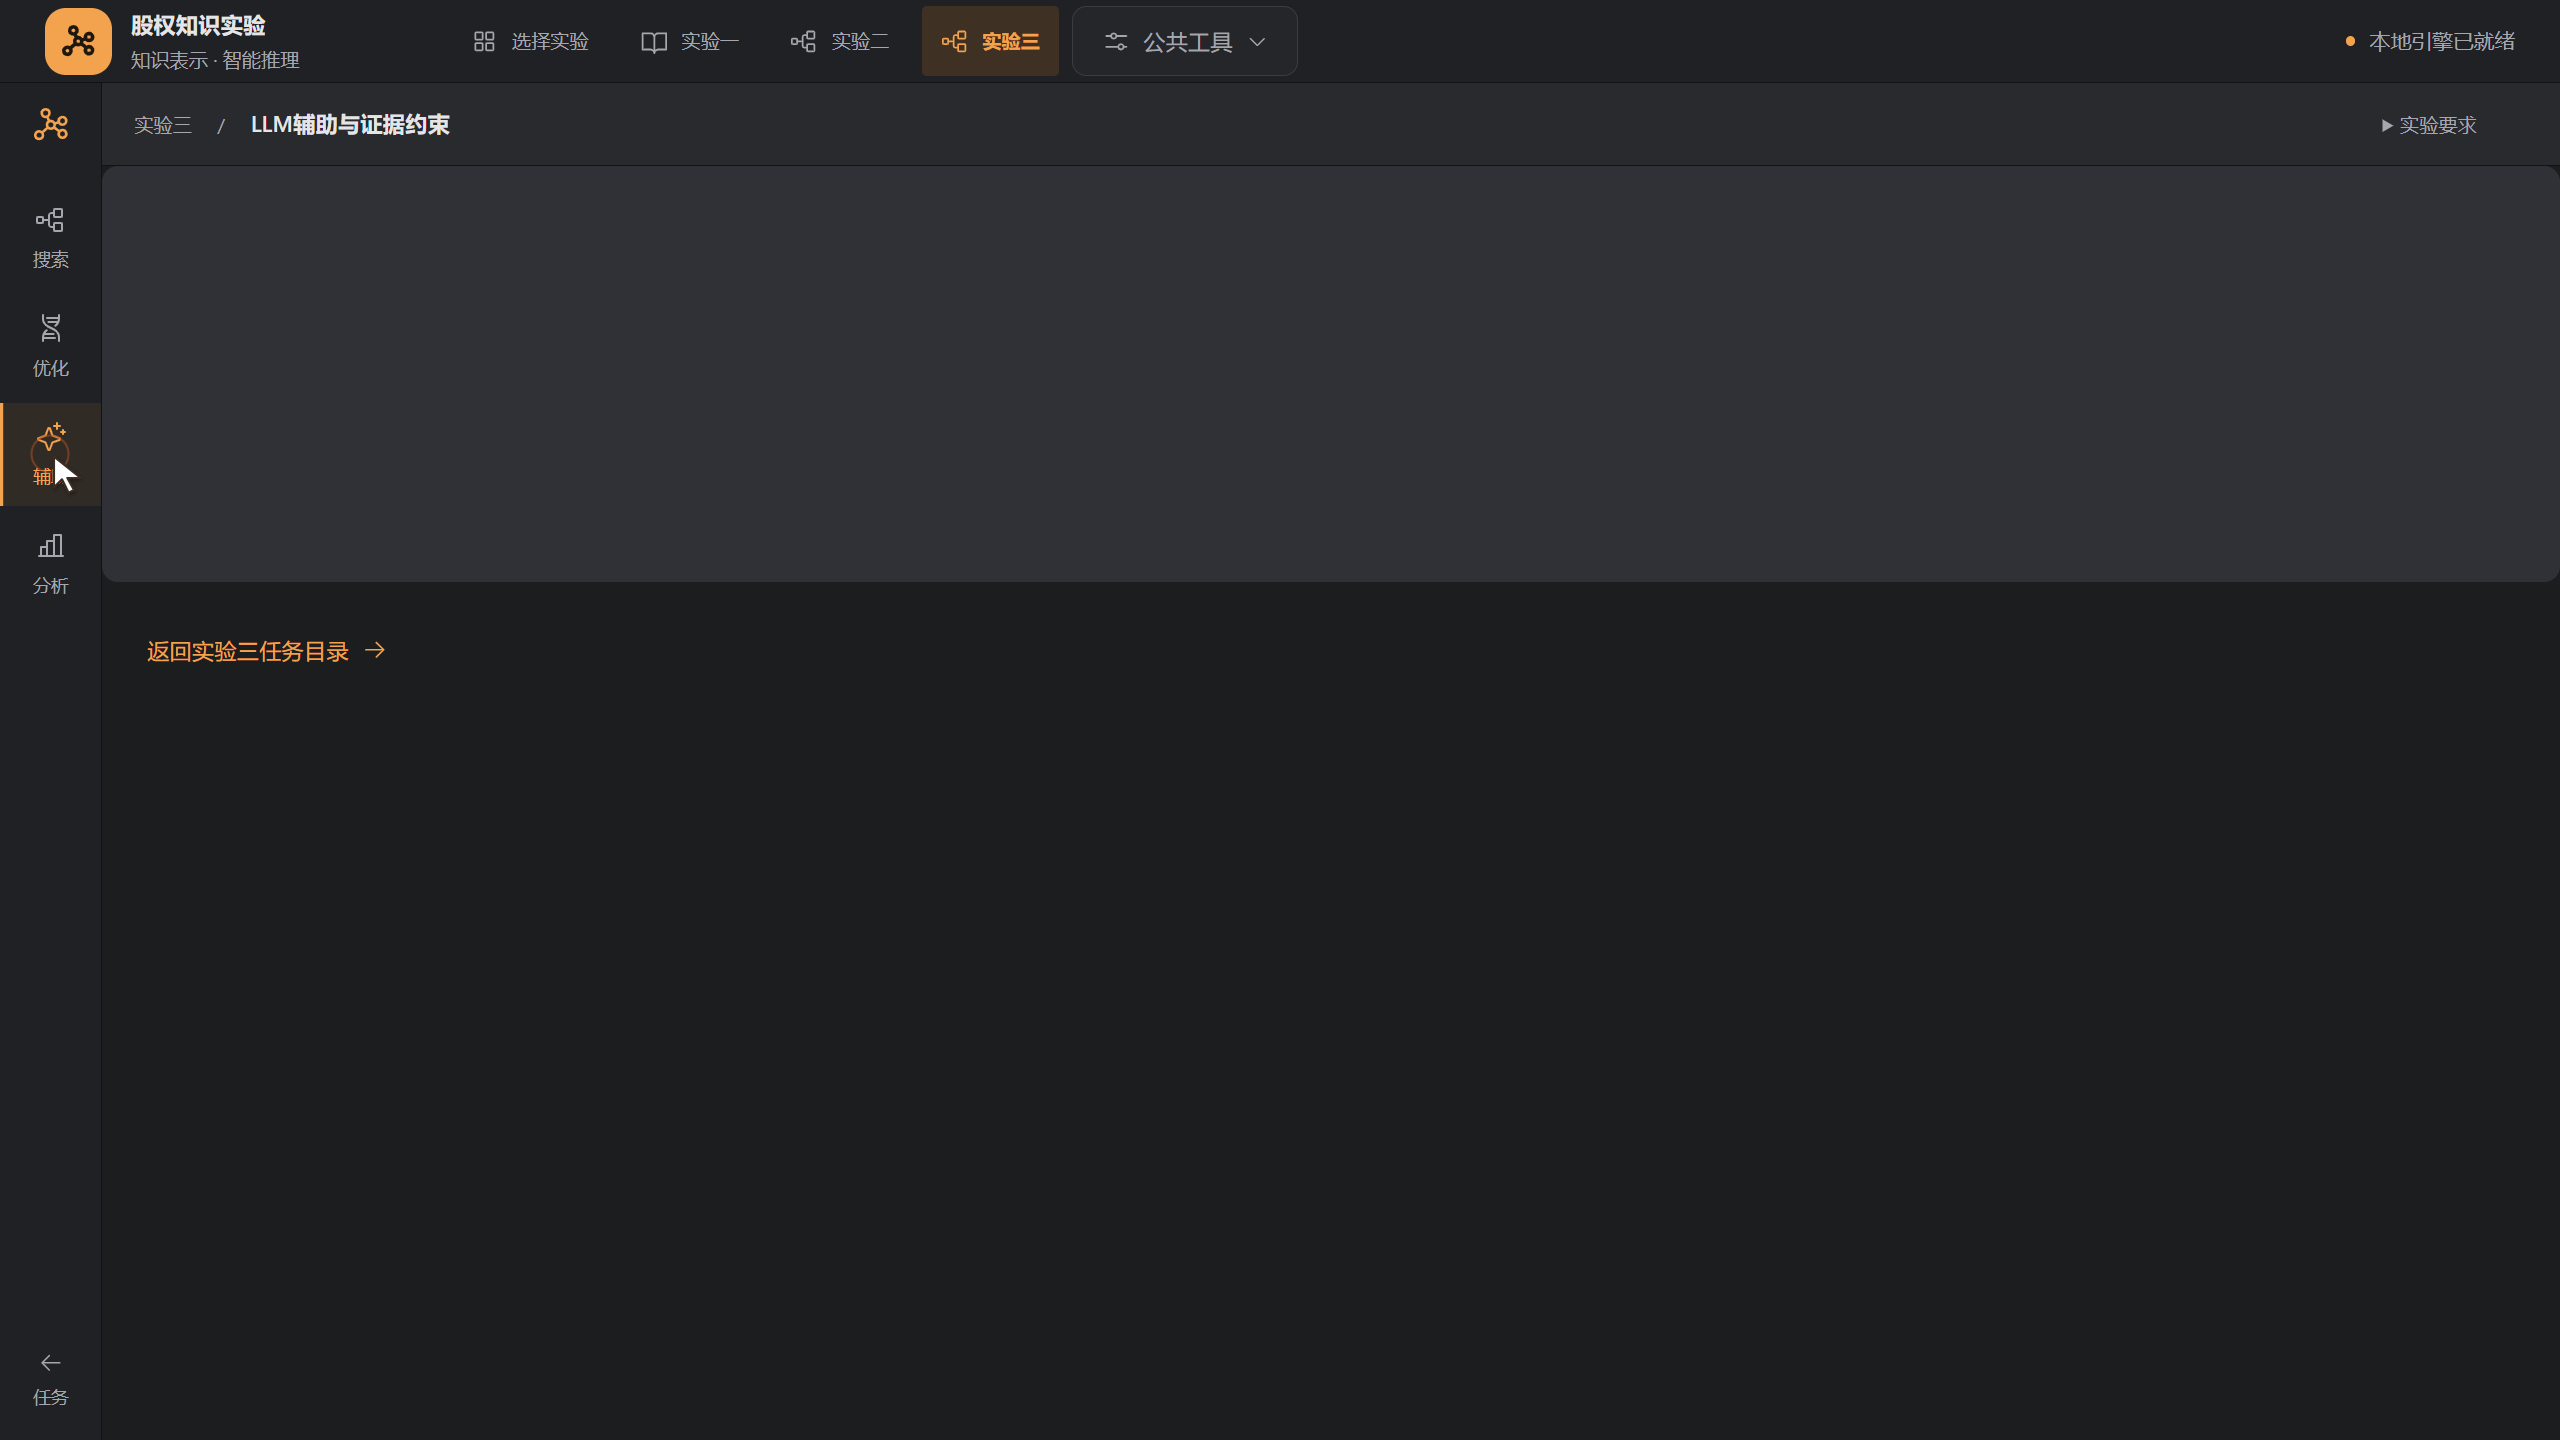 股权知识实验
知识表示 · 智能推理
选择实验
实验一
实验二
实验三
公共工具
本地引擎已就绪
实验三 / LLM辅助与证据约束
实验要求
搜索
优化
辅
分析
返回实验三任务目录
任务